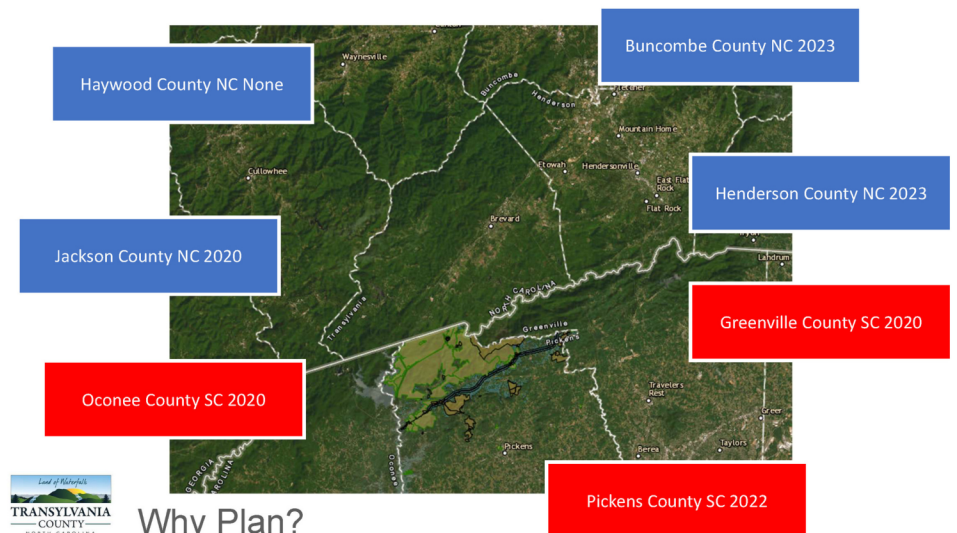 Buncombe County NC 2023
Haywood County NC None
Waynesville
Buncombe
Henderson
Fletcher
Mountain Home
Cullowhee
Etowah
Hendersonville
East Flat
Rock
Flat Rock
Henderson County NC 2023
Brevard
Jackson County NC 2020
Landrum
NORTH CAROLINA
Transylvania
Greenville
Pickens
Greenville County SC 2020
Oconee County SC 2020
Travelers
Rest
Greer
Taylors
Berea
Pickens
Oconee
GEORGIA
CAROLINA
Pickens County SC 2022
Land of Waterfalls
TRANSYLVANIA
COUNTY
NORTH CAROLINA
Why Plan?